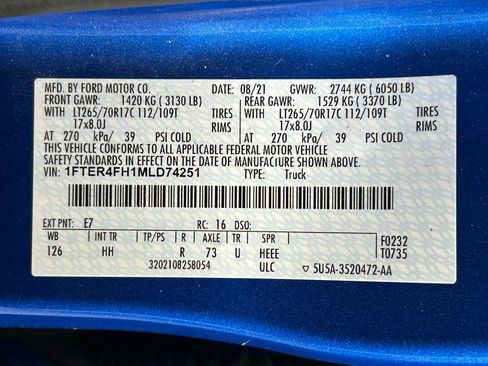 MFD. BY FORD MOTOR CO. 08/21 GVWR: 2744 KG ( 6050 LB)
FRONT GAWR: 1420 KG ( 3130 LB) REAR GAWR: 1529 KG ( 3370 LB)
WITH LT265/70R17C 112/109T TIRES WITH LT265/70R17C 112/109T TIRES
17x8.0J RIMS 17x8.0J RIMS
AT 270 kPa/ 39 PSI COLD AT 270 kPa/ 39 PSI COLD
THIS VEHICLE CONFORMS TO ALL APPLICABLE FEDERAL MOTOR VEHICLE
SAFETY STANDARDS IN EFFECT ON THE DATE OF MANUFACTURE SHOWN ABOVE.
VIN: 1FTER4FH1MLD74251 TYPE: Truck
EXT PNT: E7 RC: 16 DSO: F0232
WB INT TR TP/PS R AXLE TR SPR T0735
126 HH R 73 U HEEE
3202108258054 ULC 5U5A-3520472-AA